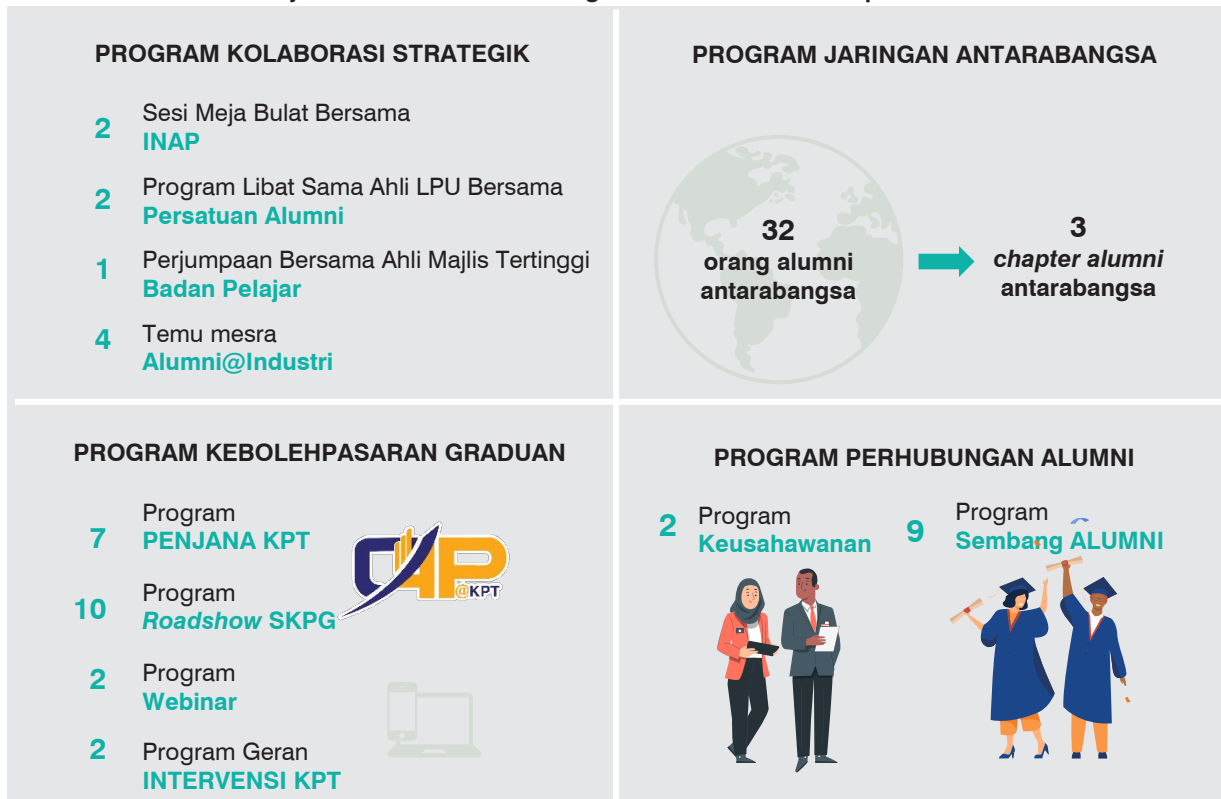 PROGRAM KOLABORASI STRATEGIK
2 Sesi Meja Bulat Bersama
INAP
2 Program Libat Sama Ahli LPU Bersama
Persatuan Alumni
1 Perjumpaan Bersama Ahli Majlis Tertinggi
Badan Pelajar
4 Temu mesra
Alumni@Industri
PROGRAM JARINGAN ANTARABANGSA
32
orang alumni
antarabangsa
3
chapter alumni
antarabangsa
PROGRAM KEBOLEHPASARAN GRADUAN
7 Program
PENJANA KPT
10 Program
Roadshow SKPG
2 Program
Webinar
2 Program Geran
INTERVENSI KPT
CAP
@KPT
PROGRAM PERHUBUNGAN ALUMNI
2 Program
Keusahawanan
9 Program
Sembang ALUMNI